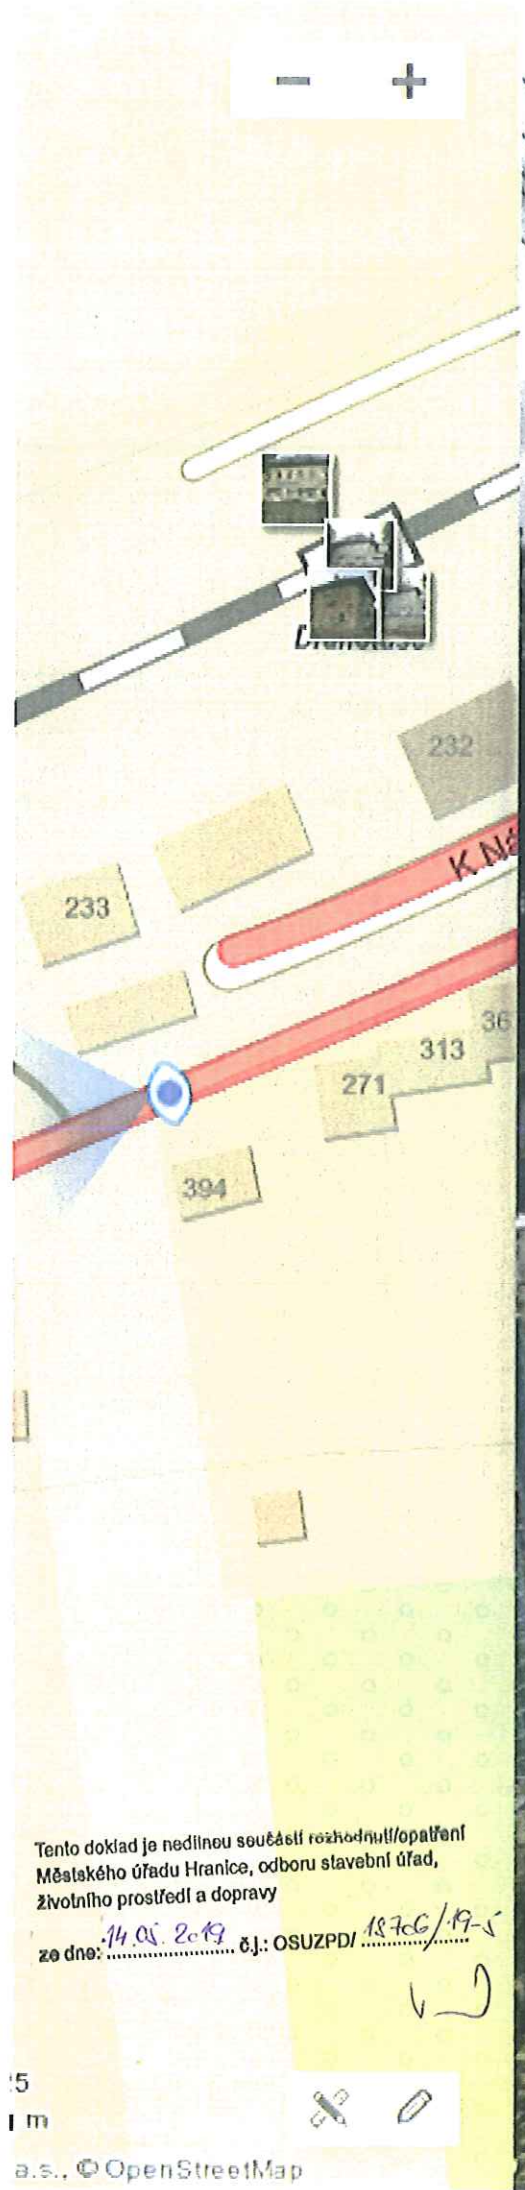 − +
232
K Ná
233
36
313
271
394
Tento doklad je nedílnou součástí rozhodnutí/opatření
Městského úřadu Hranice, odboru stavební úřad,
životního prostředí a dopravy
ze dne: 14.05.2019 č.j.: OSUZPD/ 18706/19-5
25
m
a.s., © OpenStreetMap